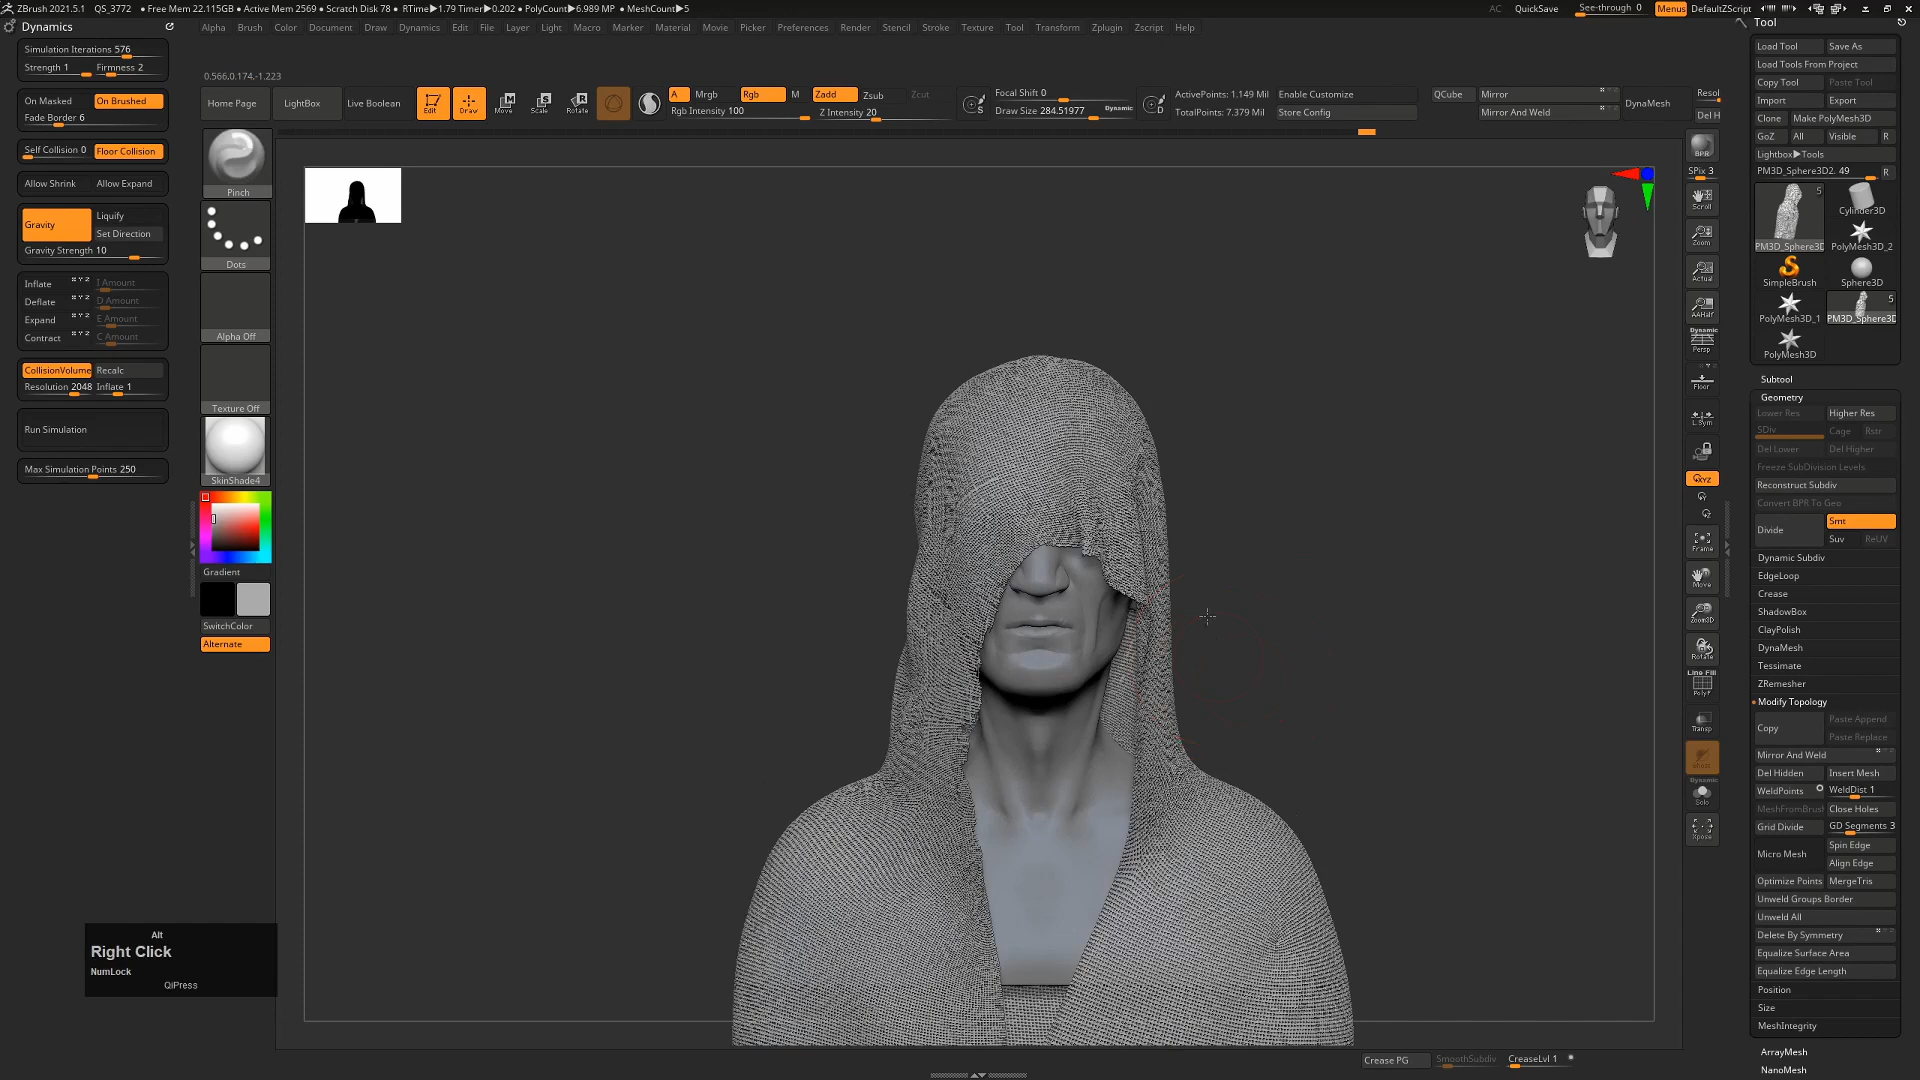 ZBrush 2021.5.1 QS_3772 • Free Mem 22.115GB • Active Mem 2569 • Scratch Disk 78 • RTime▶1.79 Timer▶0.202 • PolyCount▶6.989 MP • MeshCount▶5
AC QuickSave See-through 0 Menus DefaultZScript
Dynamics
Alpha Brush Color Document Draw Dynamics Edit File Layer Light Macro Marker Material Movie Picker Preferences Render Stencil Stroke Texture Tool Transform Zplugin Zscript Help
Simulation Iterations 576
Strength 1 Firmness 2
On Masked On Brushed
Fade Border 6
Self Collision 0 Floor Collision
Allow Shrink Allow Expand
Gravity Liquify
Set Direction
Gravity Strength 10
Inflate I Amount
Deflate D Amount
Expand E Amount
Contract C Amount
CollisionVolume Recalc
Resolution 2048 Inflate 1
Run Simulation
Max Simulation Points 250
0.566,0.174,-1.223
Home Page LightBox Live Boolean
Edit Draw Move Scale Rotate
A Mrgb Rgb M Zadd Zsub Zcut
Rgb Intensity 100 Z Intensity 20
Focal Shift 0
Draw Size 284.51977 Dynamic
S D
ActivePoints: 1.149 Mil Enable Customize
TotalPoints: 7.379 Mil Store Config
QCube Mirror
Mirror And Weld
DynaMesh Resol
Del H
Pinch
Dots
Alpha Off
Texture Off
SkinShade4
Gradient
SwitchColor
Alternate
BPR
SPix 3
Scroll
Zoom
Actual
AAHalf
Dynamic
Persp
Floor
L.Sym
XYZ
Frame
Move
Zoom3D
Rotate
Line Fill
PolyF
Transp
Ghost
Dynamic
Solo
Xpose
Tool
Load Tool Save As
Load Tools From Project
Copy Tool Paste Tool
Import Export
Clone Make PolyMesh3D
GoZ All Visible R
Lightbox▶Tools
PM3D_Sphere3D2. 49 R
5
PM3D_Sphere3D Cylinder3D
PolyMesh3D_2
SimpleBrush Sphere3D
5
PolyMesh3D_1 PM3D_Sphere3D
PolyMesh3D
Subtool
Geometry
Lower Res Higher Res
SDiv Cage Rstr
Del Lower Del Higher
Freeze SubDivision Levels
Reconstruct Subdiv
Convert BPR To Geo
Divide Smt
Suv ReUV
Dynamic Subdiv
EdgeLoop
Crease
ShadowBox
ClayPolish
DynaMesh
Tessimate
ZRemesher
Modify Topology
Copy Paste Append
Paste Replace
Mirror And Weld
Del Hidden Insert Mesh
WeldPoints WeldDist 1
MeshFromBrush Close Holes
Grid Divide GD Segments 3
Micro Mesh Spin Edge
Align Edge
Optimize Points MergeTris
Unweld Groups Border
Unweld All
Delete By Symmetry
Equalize Surface Area
Equalize Edge Length
Position
Size
MeshIntegrity
ArrayMesh
NanoMesh
Alt
Right Click
NumLock
QiPress
Crease PG SmoothSubdiv CreaseLvl 1